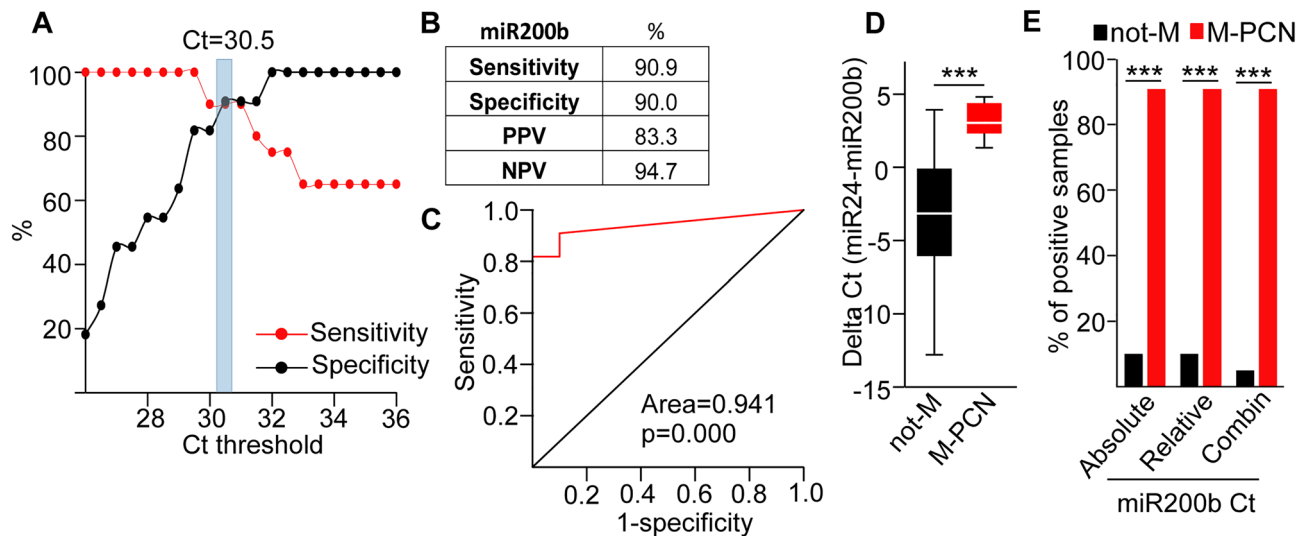 A
Ct=30.5
100
80
60
40
20
%
Sensitivity
Specificity
28
30
32
34
36
Ct threshold
B
miR200b %
Sensitivity 90.9
Specificity 90.0
PPV 83.3
NPV 94.7
C
1.0
0.8
0.6
0.4
0.2
Sensitivity
Area=0.941
p=0.000
0.2
0.4
0.6
0.8
1.0
1-specificity
D
***
5
0
-5
-15
-15
Delta Ct (miR24-miR200b)
not-M
M-PCN
E
not-M M-PCN
100
80
60
40
20
% of positive samples
***
***
***
Absolute
Relative
Combin
miR200b Ct